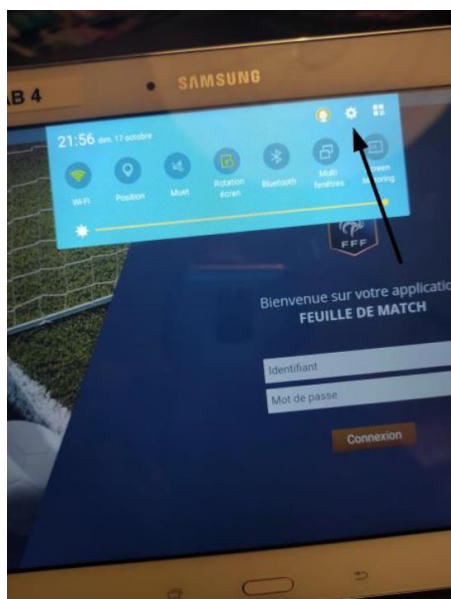 AB 4
SAMSUNG
21:56 dim. 17 octobre
Wi-Fi
Position
Muet
Rotation
écran
Bluetooth
Multi
fenêtres
Screen
Mirroring
FFF
Bienvenue sur votre applicatio
FEUILLE DE MATCH
Identifiant
Mot de passe
Connexion